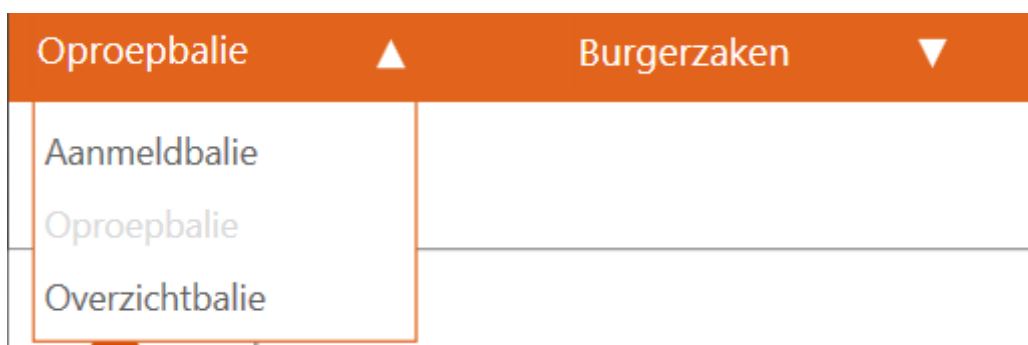 Oproepbalie ▲ Burgerzaken ▼
Aanmeldbalie
Oproepbalie
Overzichtbalie